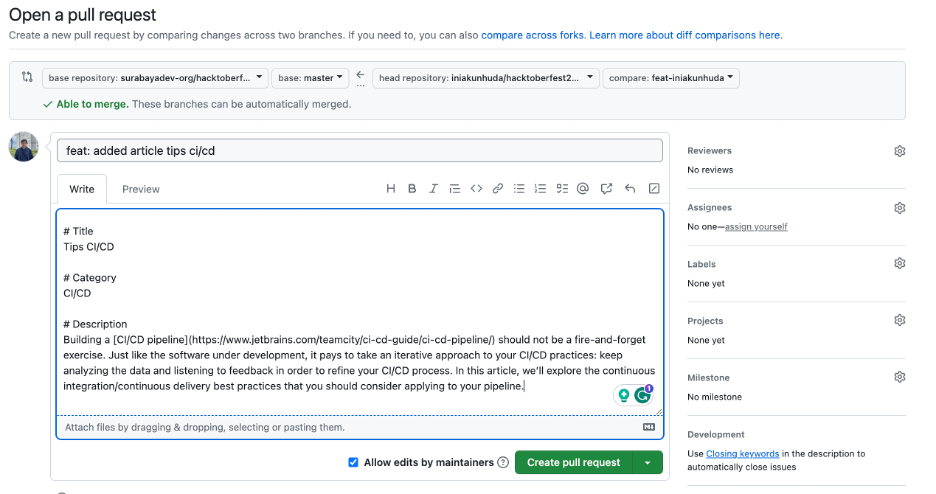 Open a pull request
Create a new pull request by comparing changes across two branches. If you need to, you can also compare across forks. Learn more about diff comparisons here.
base repository: surabayadev-org/hacktoberf...
base: master
head repository: iniakunhuda/hacktoberfest2...
compare: feat-iniakunhuda
Able to merge. These branches can be automatically merged.
feat: added article tips ci/cd
Write
Preview
# Title
Tips CI/CD
# Category
CI/CD
# Description
Building a [CI/CD pipeline](https://www.jetbrains.com/teamcity/ci-cd-guide/ci-cd-pipeline/) should not be a fire-and-forget
exercise. Just like the software under development, it pays to take an iterative approach to your CI/CD practices: keep
analyzing the data and listening to feedback in order to refine your CI/CD process. In this article, we'll explore the continuous
integration/continuous delivery best practices that you should consider applying to your pipeline.
1
Attach files by dragging & dropping, selecting or pasting them.
Allow edits by maintainers
Create pull request
Reviewers
No reviews
Assignees
No one—assign yourself
Labels
None yet
Projects
None yet
Milestone
No milestone
Development
Use Closing keywords in the description to
automatically close issues